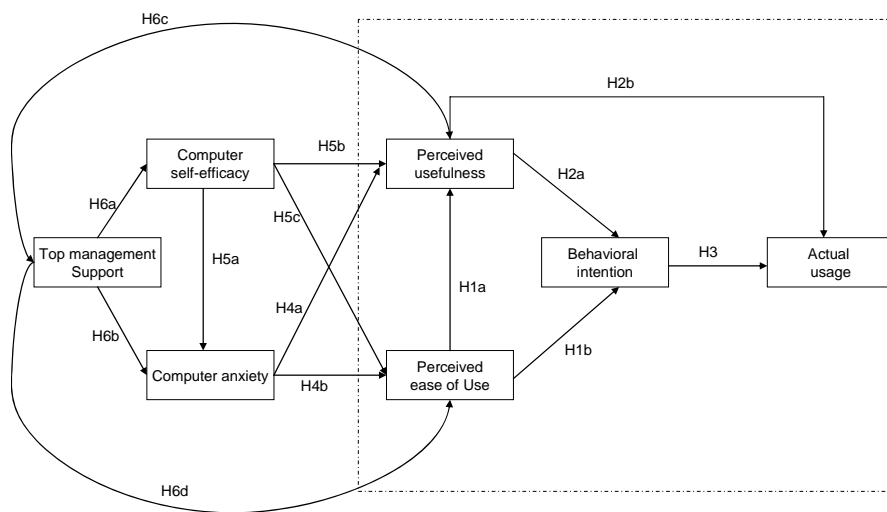 H6c
H2b
Computer
self-efficacy
H5b
Perceived
usefulness
H2a
H6a
H5c
Top management
Support
H5a
Behavioral
intention
H3
Actual
usage
H4a
H1a
H6b
H1b
Computer anxiety
H4b
Perceived
ease of Use
H6d